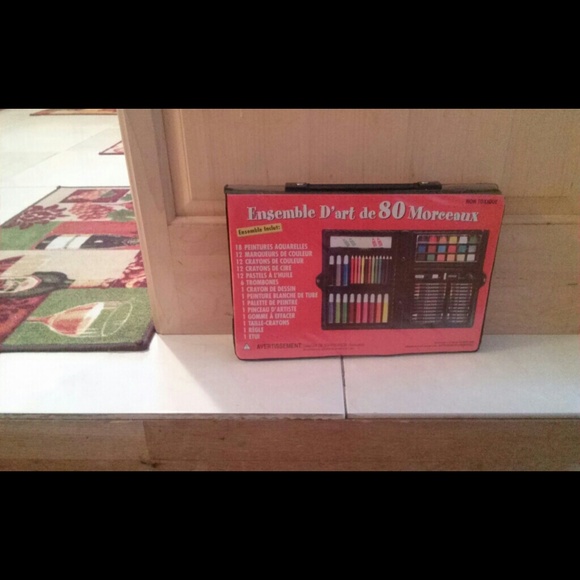 Ensemble D'art de 80 Morceaux
Ensemble Inclut:
18 PEINTURES AQUARELLES
12 MARQUEURS DE COULEUR
12 CRAYONS DE COULEUR
12 CRAYONS DE CIRE
12 PASTELS À L'HUILE
6 TROMBONES
1 CRAYON DE DESSIN
1 PEINTURE BLANCHE DE TUBE
1 PALETTE DE PEINTRE
1 PINCEAU D'ARTISTE
1 GOMME À EFFACER
1 TAILLE-CRAYONS
1 RÈGLE
1 ÉTUI
AVERTISSEMENT